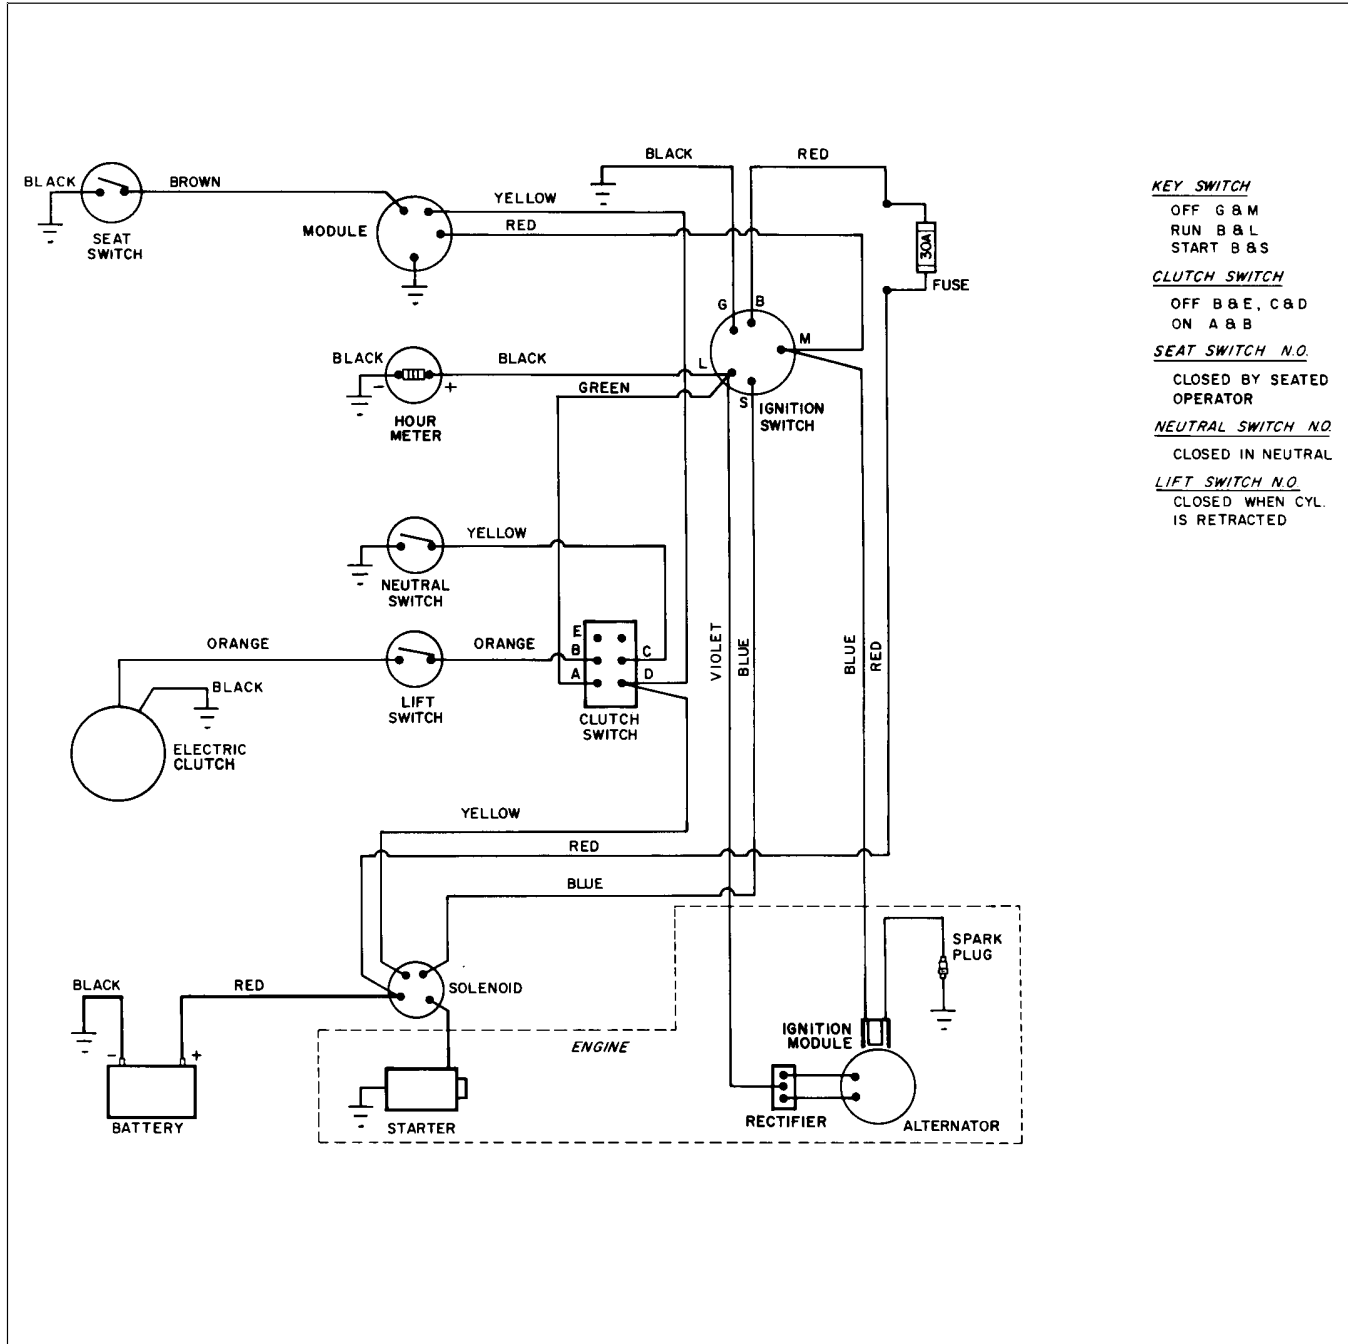 BLACK
RED
BLACK
BROWN
SEAT
SWITCH
YELLOW
MODULE
RED
30A
FUSE
G
B
M
BLACK
BLACK
L
GREEN
-
+
HOUR
METER
S
IGNITION
SWITCH
YELLOW
NEUTRAL
SWITCH
ORANGE
ORANGE
E
B
A
C
D
BLACK
LIFT
SWITCH
CLUTCH
SWITCH
ELECTRIC
CLUTCH
VIOLET
BLUE
BLUE
RED
YELLOW
RED
BLUE
SPARK
PLUG
BLACK
RED
SOLENOID
IGNITION
MODULE
ENGINE
-
+
BATTERY
STARTER
RECTIFIER
ALTERNATOR
KEY SWITCH
OFF G & M
RUN B & L
START B & S
CLUTCH SWITCH
OFF B & E, C & D
ON A & B
SEAT SWITCH N.O.
CLOSED BY SEATED
OPERATOR
NEUTRAL SWITCH N.O.
CLOSED IN NEUTRAL
LIFT SWITCH N.O.
CLOSED WHEN CYL.
IS RETRACTED